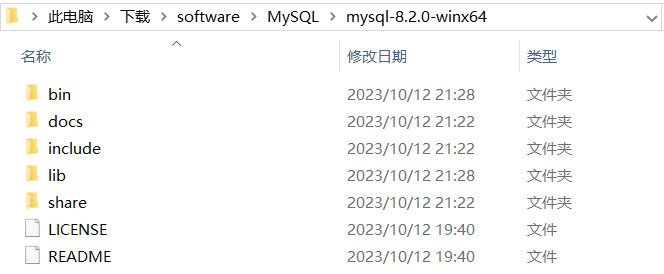 此电脑 > 下载 > software > MySQL > mysql-8.2.0-winx64
名称 修改日期 类型
bin 2023/10/12 21:28 文件夹
docs 2023/10/12 21:22 文件夹
include 2023/10/12 21:22 文件夹
lib 2023/10/12 21:28 文件夹
share 2023/10/12 21:22 文件夹
LICENSE 2023/10/12 19:40 文件
README 2023/10/12 19:40 文件